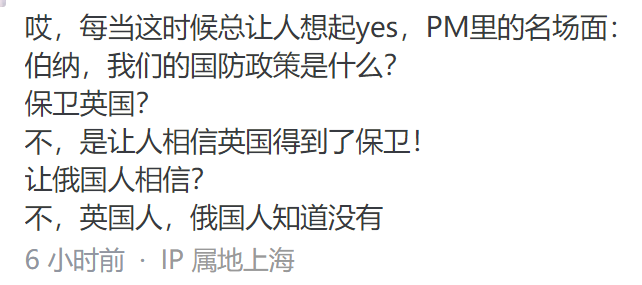 哎，每当这时候总让人想起yes，PM里的名场面：
伯纳，我们的国防政策是什么？
保卫英国？
不，是让人相信英国得到了保卫！
让俄国人相信？
不，英国人，俄国人知道没有
6 小时前 · IP 属地上海